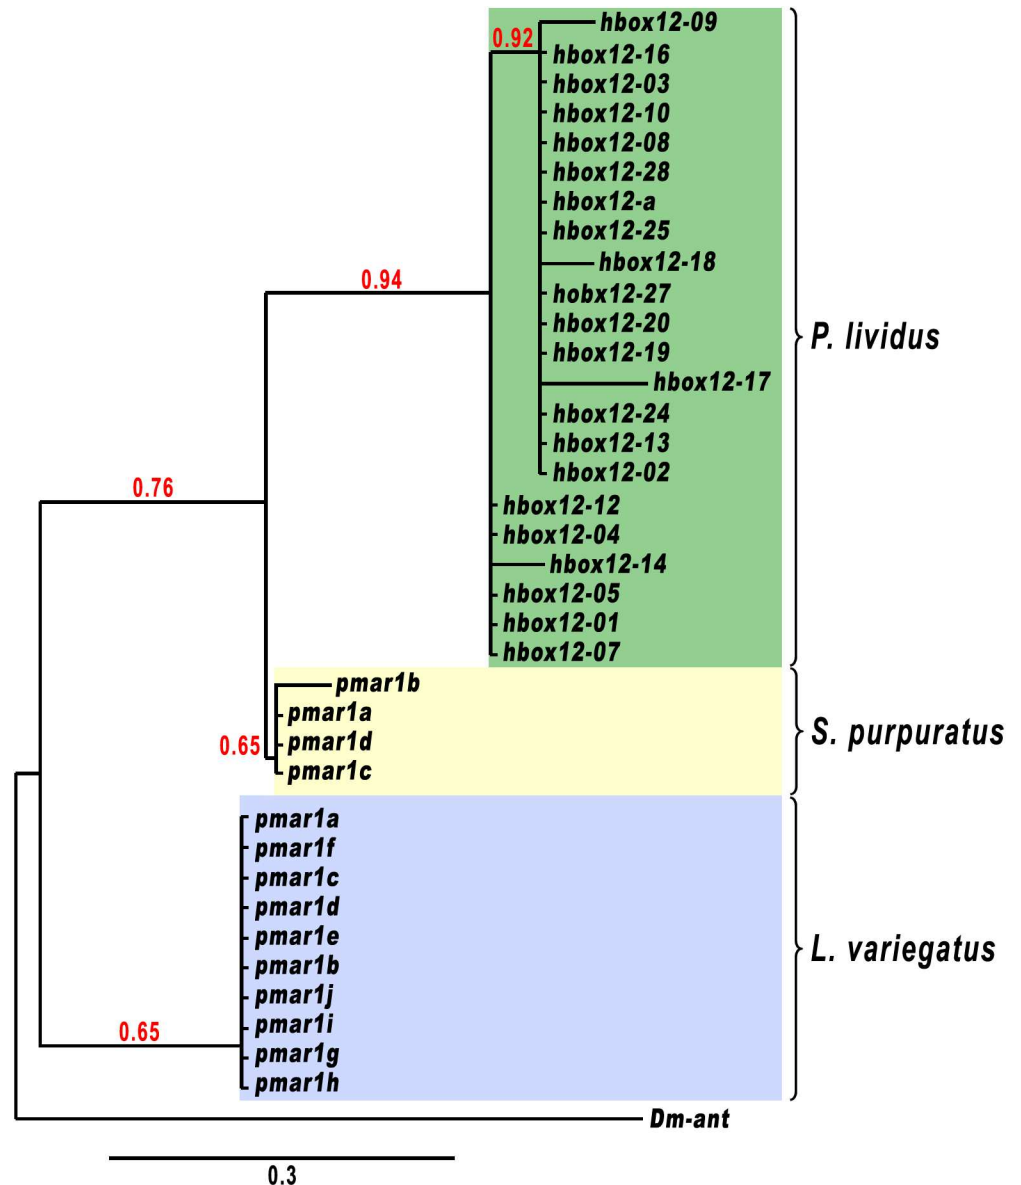 hbox12-09
0.92
hbox12-16
hbox12-03
hbox12-10
hbox12-08
hbox12-28
hbox12-a
hbox12-25
hbox12-18
0.94
hobx12-27
hbox12-20
P. lividus
hbox12-19
hbox12-17
hbox12-24
hbox12-13
hbox12-02
0.76
hbox12-12
hbox12-04
hbox12-14
hbox12-05
hbox12-01
hbox12-07
pmar1b
pmar1a
S. purpuratus
0.65
pmar1d
pmar1c
pmar1a
pmar1f
pmar1c
pmar1d
pmar1e
L. variegatus
pmar1b
pmar1j
pmar1i
0.65
pmar1g
pmar1h
Dm-ant
0.3